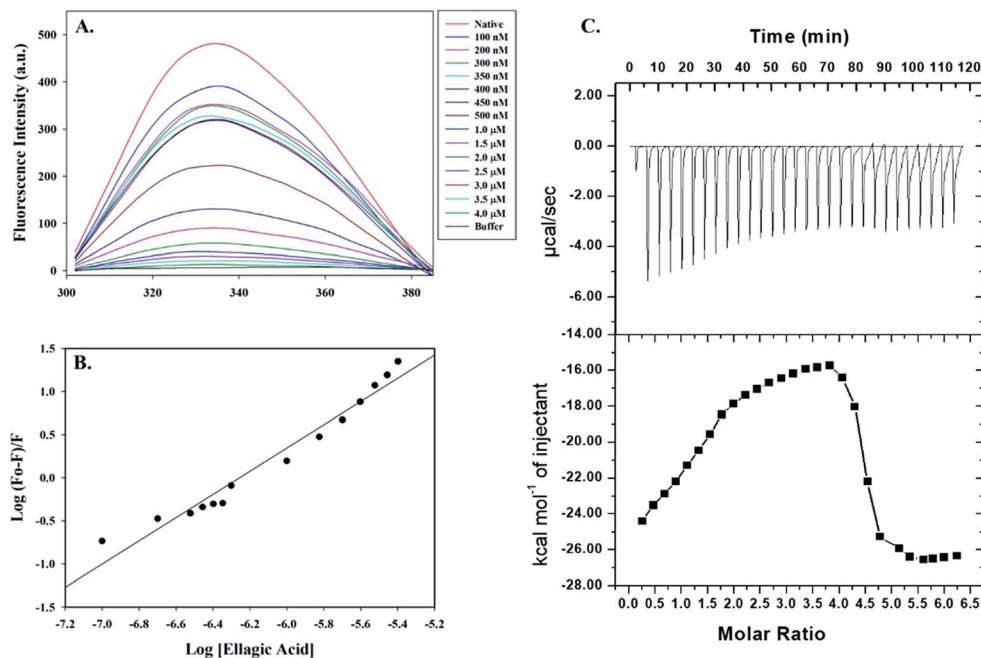 A.
Fluorescence Intensity (a.u.)
500
400
300
200
100
0
300
320
340
360
380
Native
100 nM
200 nM
300 nM
350 nM
400 nM
450 nM
500 nM
1.0 µM
1.5 µM
2.0 µM
2.5 µM
3.0 µM
3.5 µM
4.0 µM
Buffer
B.
Log (Fo-F)/F
1.5
1.0
0.5
0.0
-0.5
-1.0
-1.5
-7.2 -7.0 -6.8 -6.6 -6.4 -6.2 -6.0 -5.8 -5.6 -5.4 -5.2
Log [Ellagic Acid]
C.
Time (min)
0 10 20 30 40 50 60 70 80 90 100 110 120
µcal/sec
2.00
0.00
-2.00
-4.00
-6.00
-14.00
-16.00
-18.00
-20.00
-22.00
-24.00
-26.00
-28.00
kcal mol⁻¹ of injectant
0.0 0.5 1.0 1.5 2.0 2.5 3.0 3.5 4.0 4.5 5.0 5.5 6.0 6.5
Molar Ratio